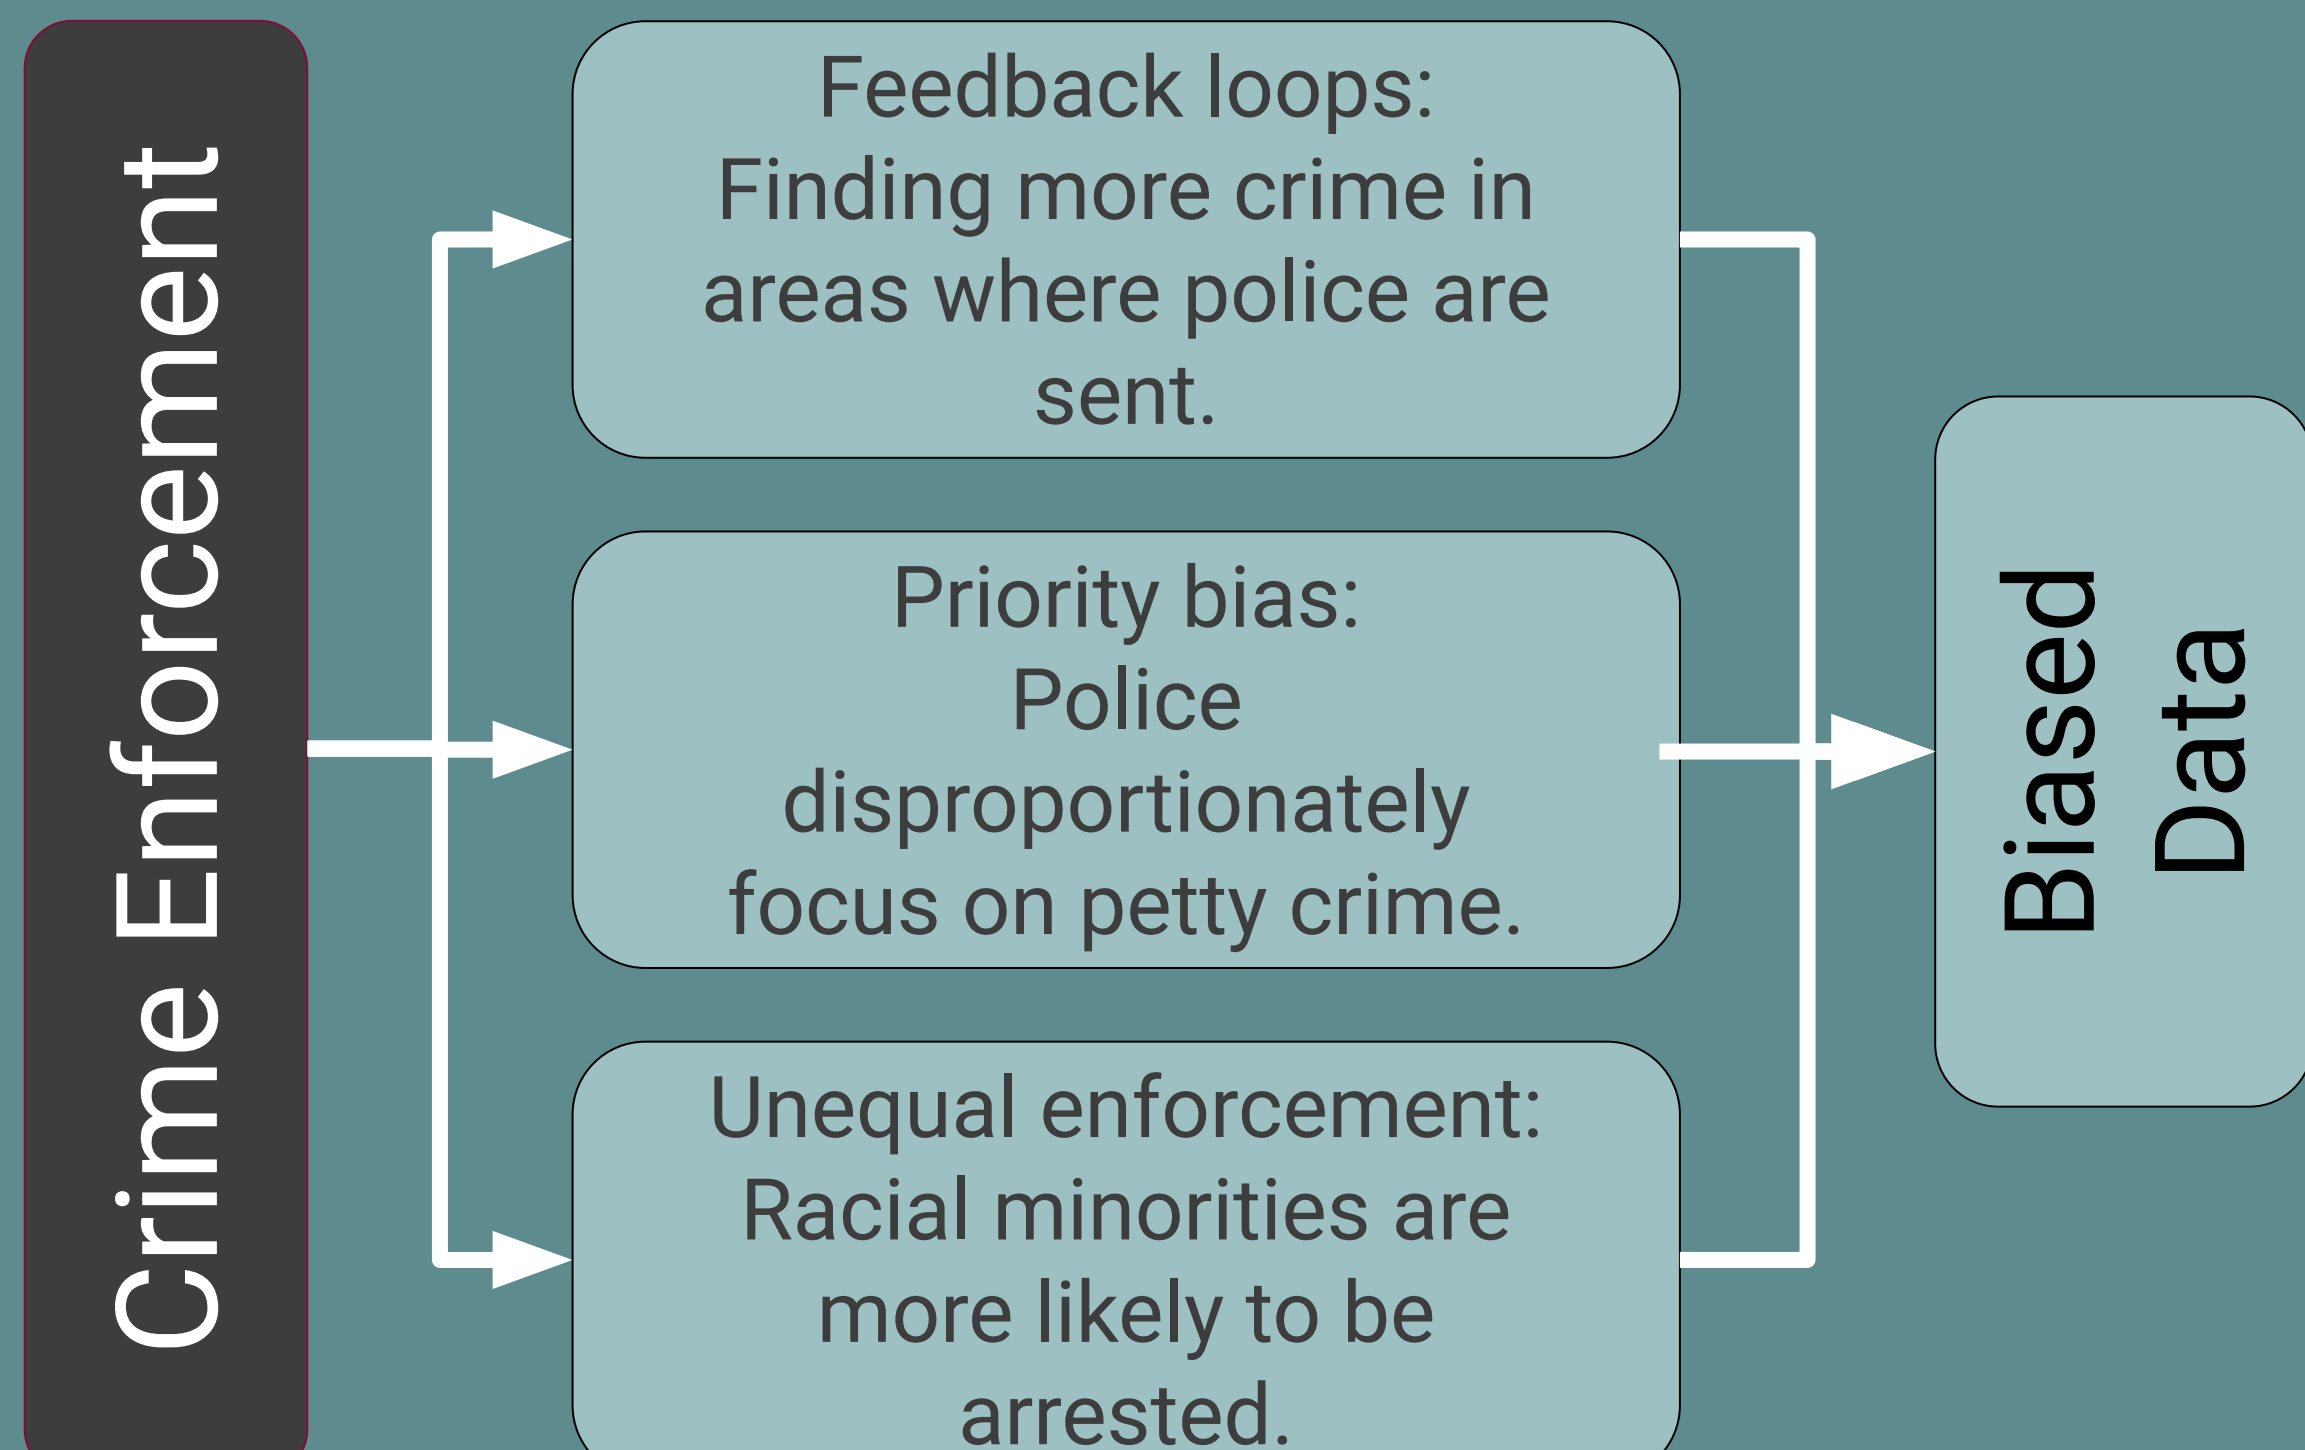 Crime Enforcement
Feedback loops:
Finding more crime in
areas where police are
sent.
Priority bias:
Police
disproportionately
focus on petty crime.
Unequal enforcement:
Racial minorities are
more likely to be
arrested.
Biased
Data